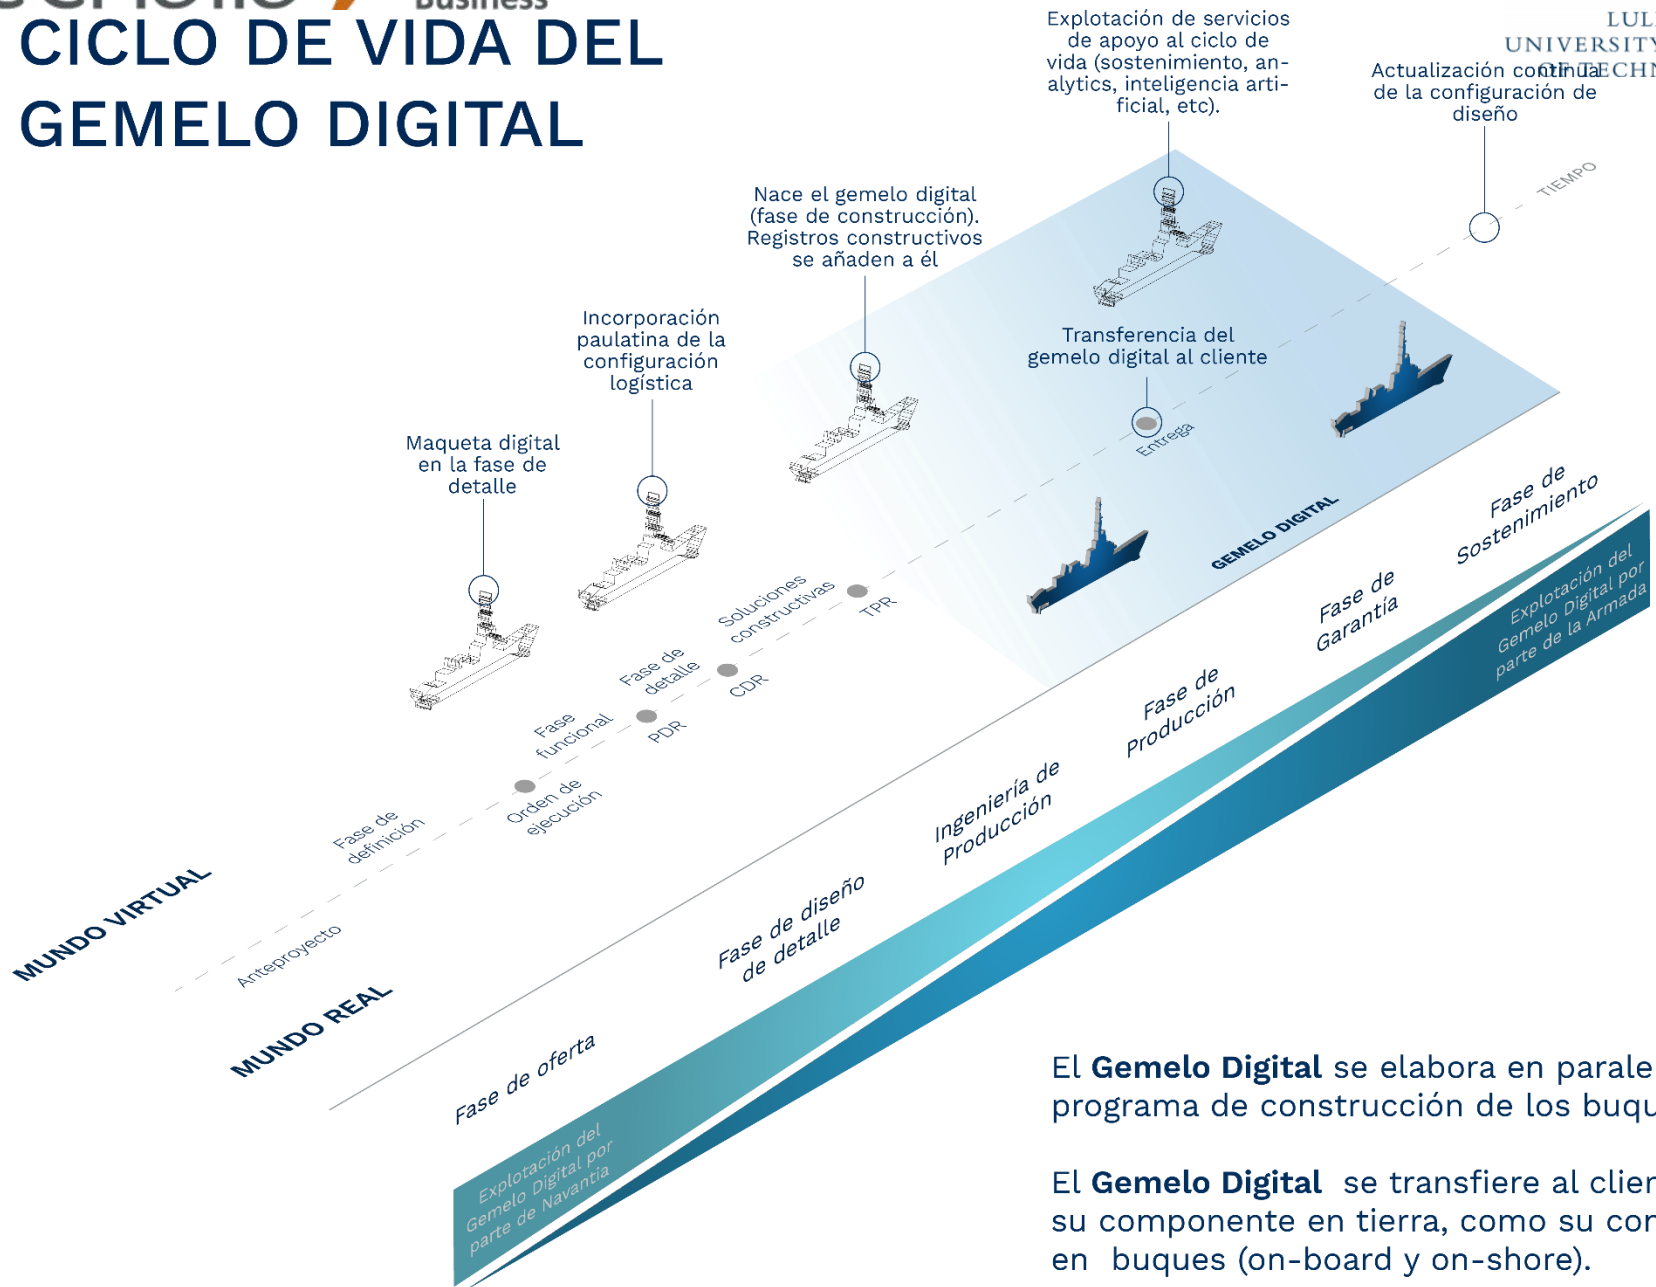 Business
CICLO DE VIDA DEL
GEMELO DIGITAL
Explotación de servicios
de apoyo al ciclo de
vida (sostenimiento, an-
alytics, inteligencia arti-
ficial, etc).
UNIVERSITY
Actualización continua
de la configuración de
diseño
TIEMPO
Nace el gemelo digital
(fase de construcción).
Registros constructivos
se añaden a él
Incorporación
paulatina de la
configuración
logística
Transferencia del
gemelo digital al cliente
Entrega
Maqueta digital
en la fase de
detalle
GEMELO DIGITAL
Soluciones
constructivas
TPR
Fase de
detalle
CDR
Fase
funcional
PDR
Orden de
ejecución
Fase de
definición
Anteproyecto
MUNDO VIRTUAL
MUNDO REAL
Fase de oferta
Fase de diseño
de detalle
Ingeniería de
Producción
Fase de
Producción
Fase de
Garantía
Fase de
Sostenimiento
Explotación del
Gemelo Digital por
parte de la Armada
Explotación del
Gemelo Digital por
parte de Navantia
El Gemelo Digital se elabora en parale
programa de construcción de los buqu
El Gemelo Digital se transfiere al clien
su componente en tierra, como su con
en buques (on-board y on-shore).